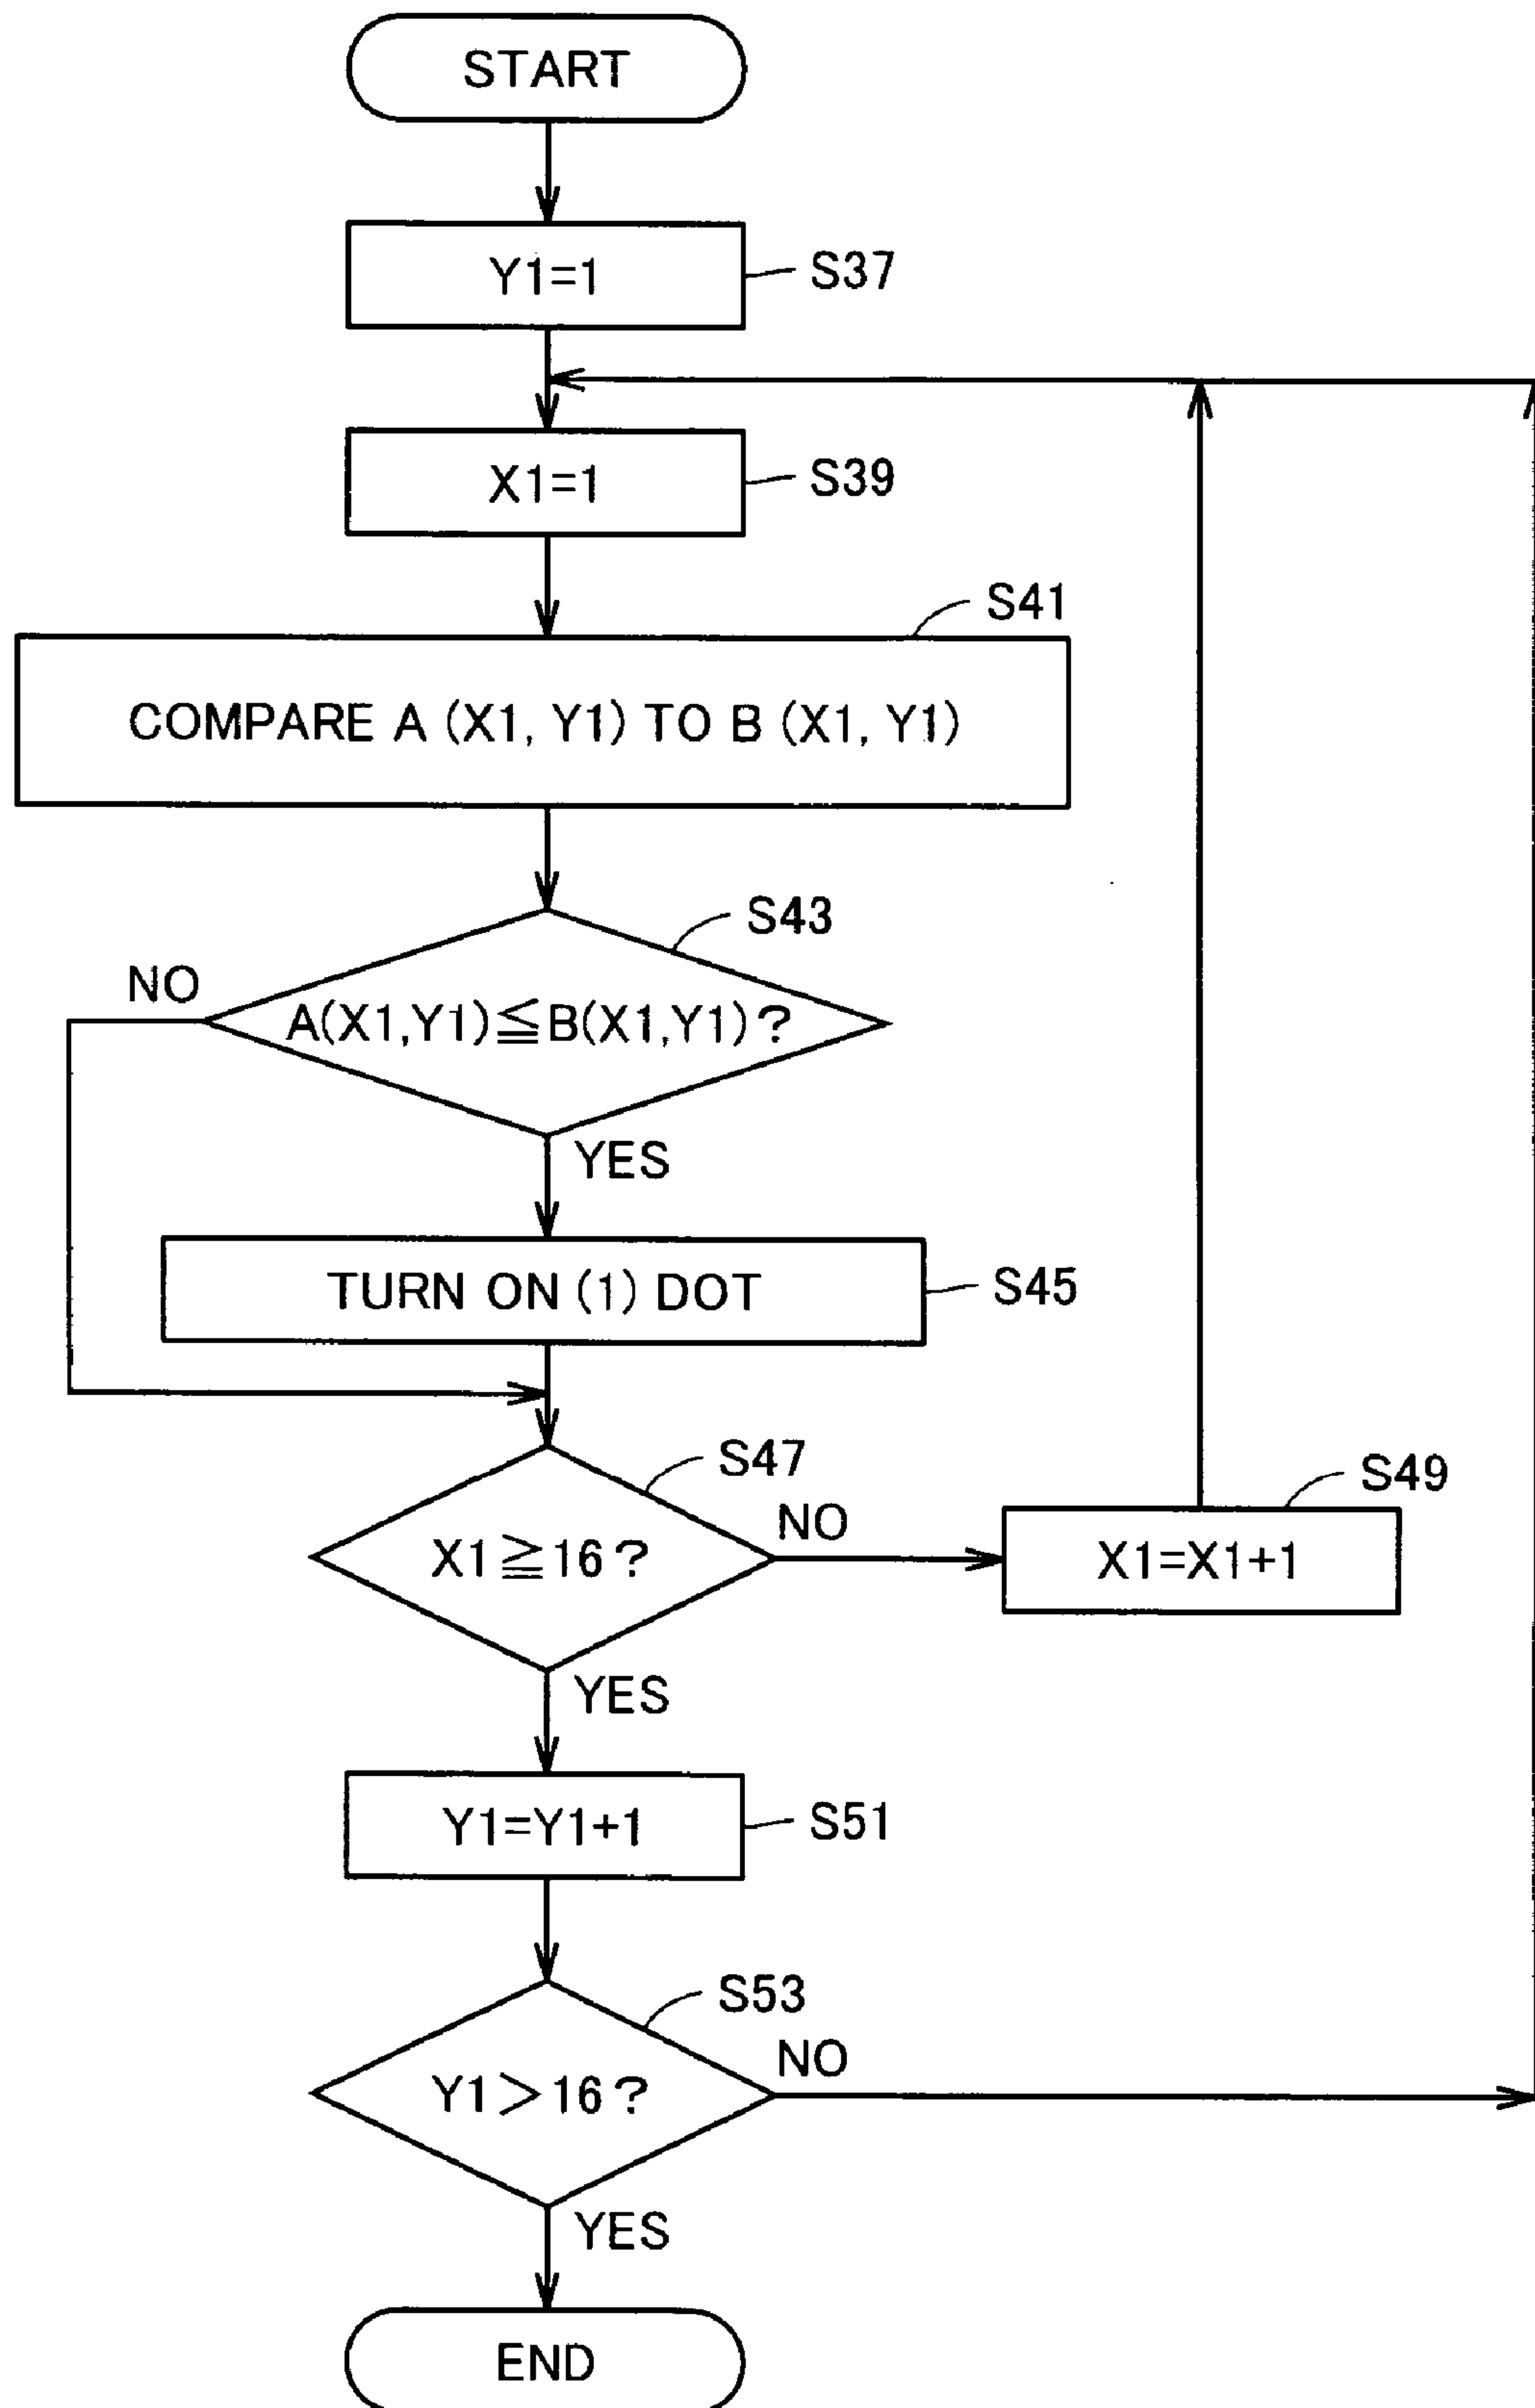 START
Y1=1
S37
X1=1
S39
S41
COMPARE A (X1, Y1) TO B (X1, Y1)
S43
NO
A(X1,Y1)≦B(X1,Y1)?
YES
TURN ON (1) DOT
S45
S47
S49
NO
X1≧16?
X1=X1+1
YES
Y1=Y1+1
S51
S53
NO
Y1>16?
YES
END